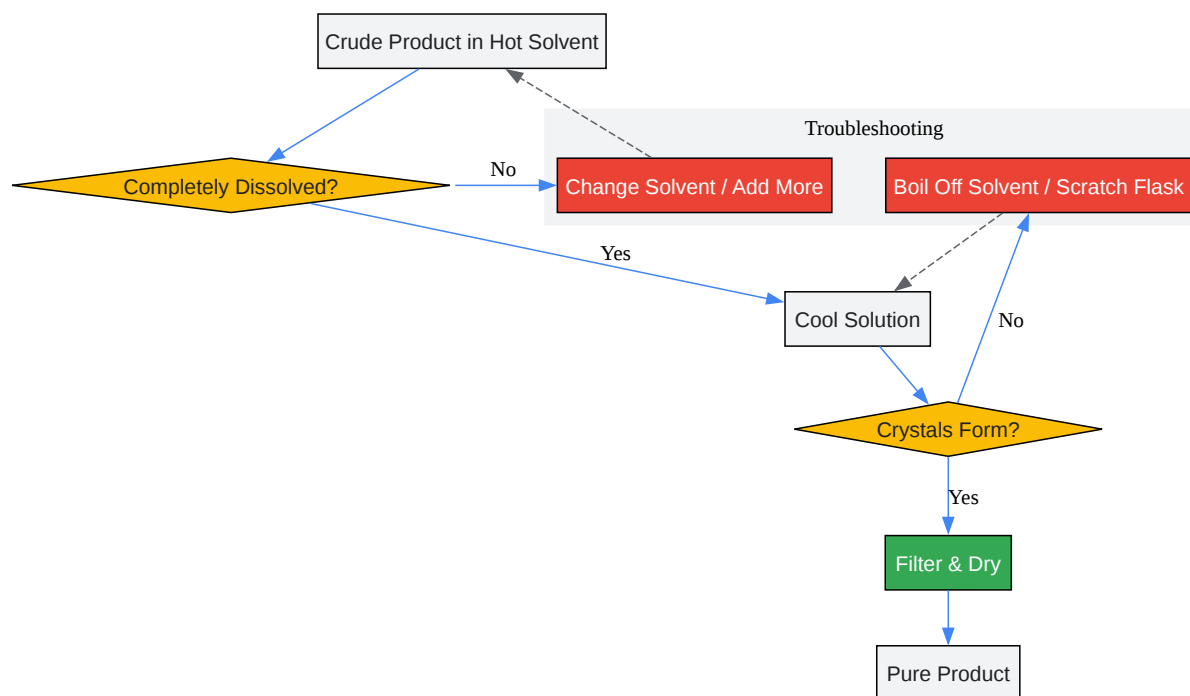 Crude Product in Hot Solvent
Troubleshooting
Completely Dissolved?
No
Change Solvent / Add More
Boil Off Solvent / Scratch Flask
Yes
Cool Solution
No
Crystals Form?
Yes
Filter & Dry
Pure Product